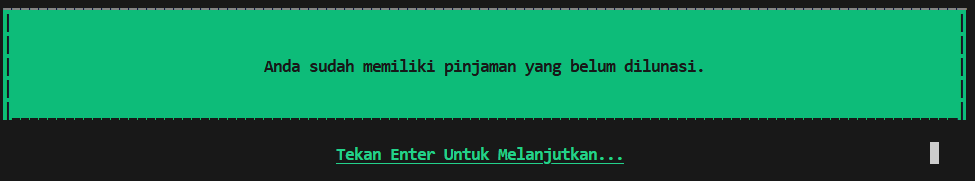 Anda sudah memiliki pinjaman yang belum dilunasi.
Tekan Enter Untuk Melanjutkan...